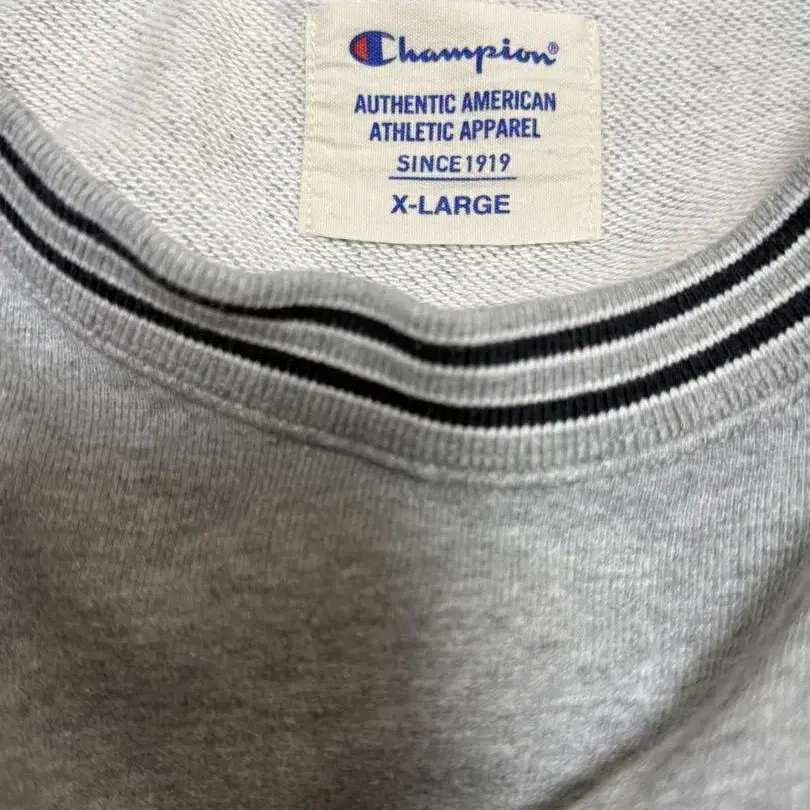 Champion®
AUTHENTIC AMERICAN
ATHLETIC APPAREL
SINCE 1919
X-LARGE